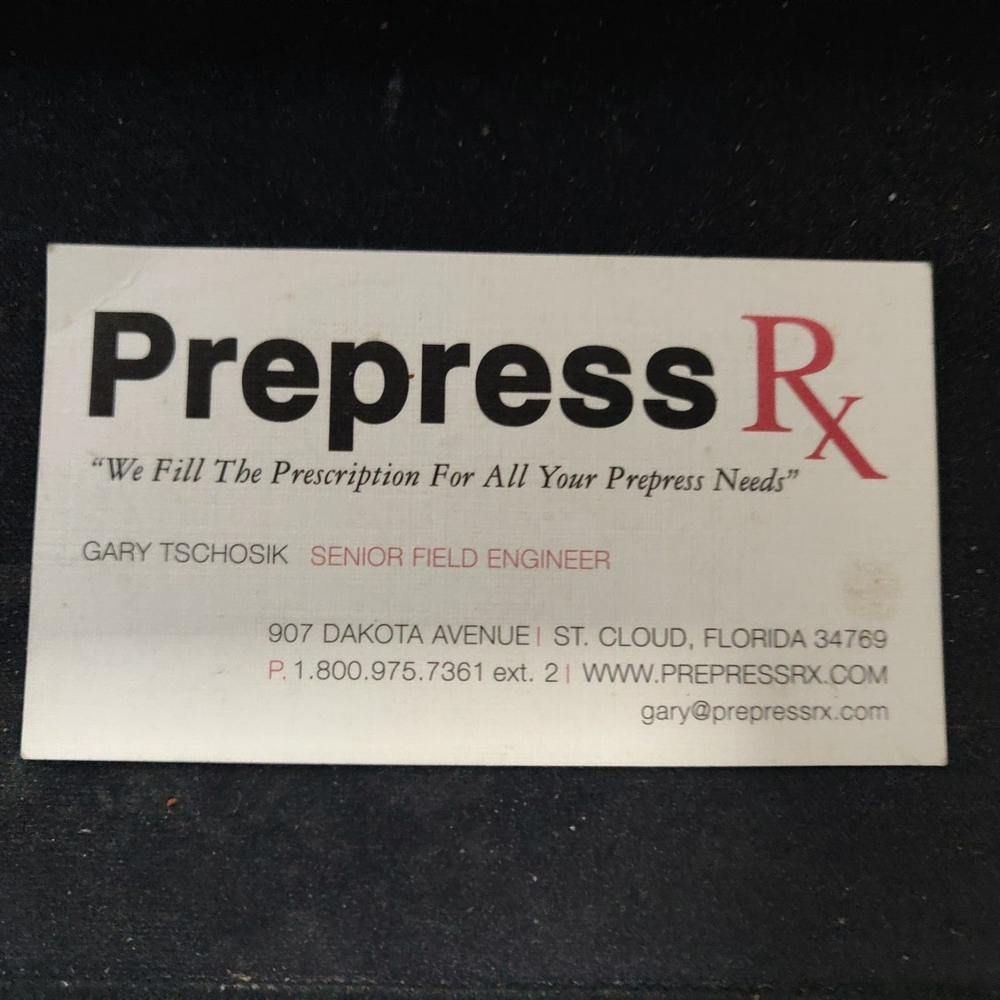 Prepress Rx
“We Fill The Prescription For All Your Prepress Needs”
GARY TSCHOSIK SENIOR FIELD ENGINEER
907 DAKOTA AVENUE | ST. CLOUD, FLORIDA 34769
P. 1.800.975.7361 ext. 2 | WWW.PREPRESSRX.COM
gary@prepressrx.com